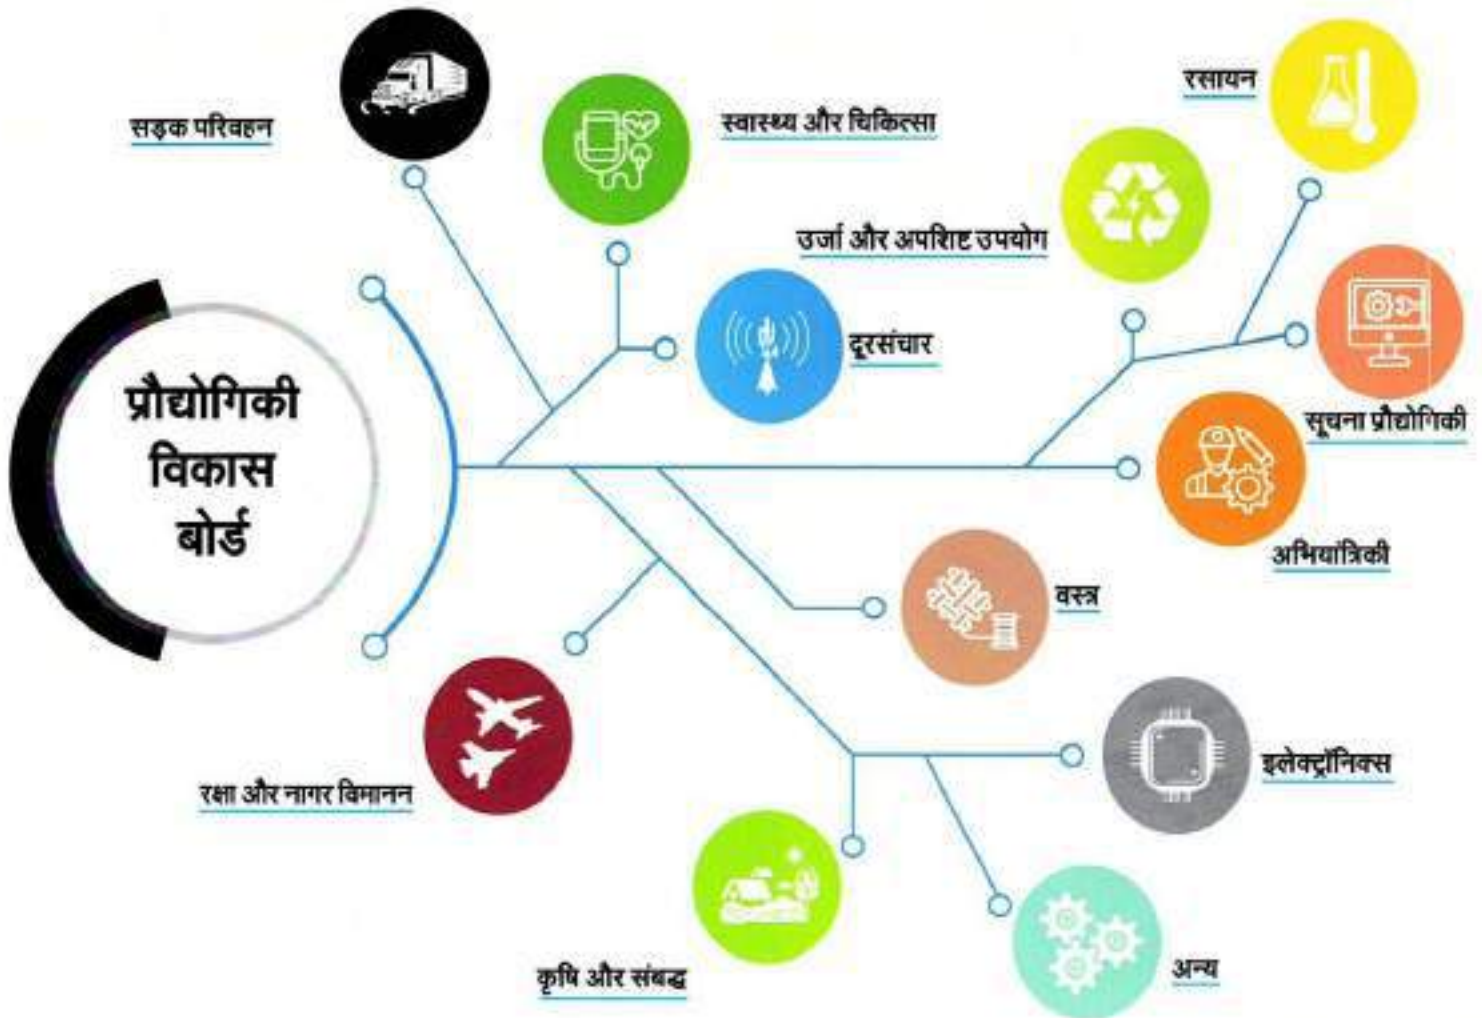 प्रौद्योगिकी
विकास
बोर्ड
सड़क परिवहन
स्वास्थ्य और चिकित्सा
दूरसंचार
रसायन
उर्जा और अपशिष्ट उपयोग
सूचना प्रौद्योगिकी
अभियांत्रिकी
वस्त्र
इलेक्ट्रॉनिक्स
अन्य
कृषि और संबद्ध
रक्षा और नागर विमानन